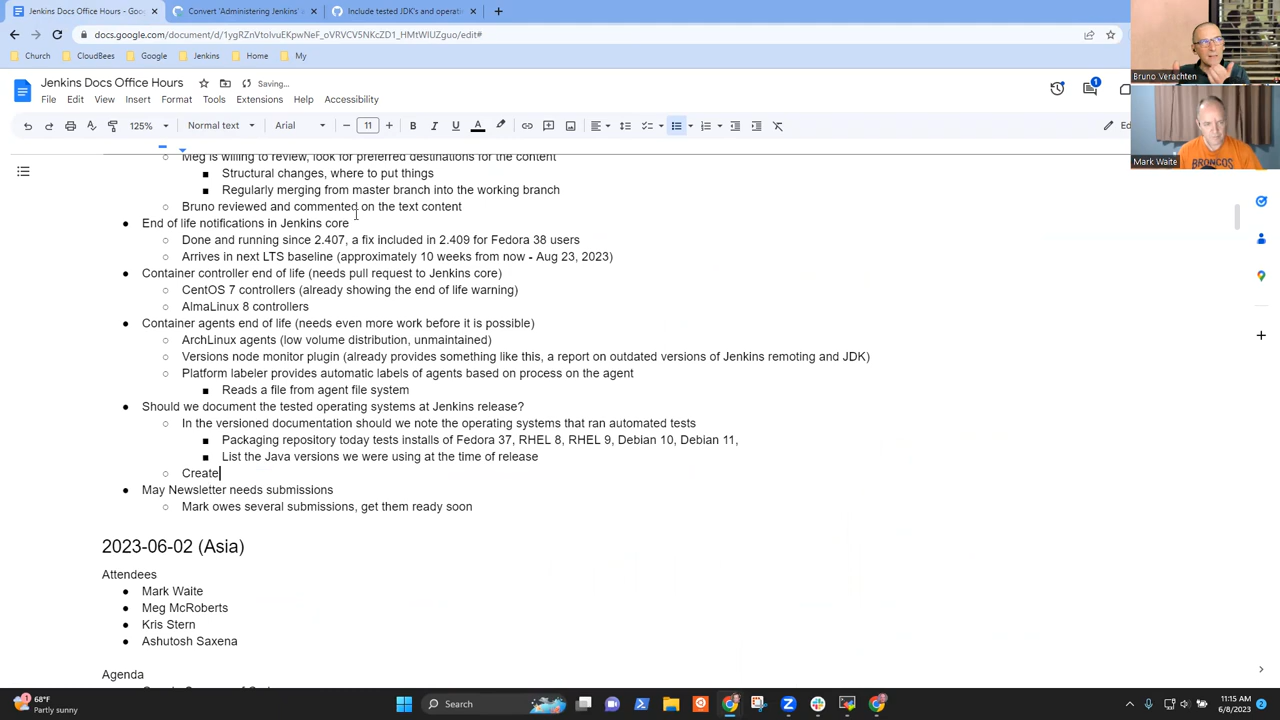 Jenkins Docs Office Hours - Go
Administering Jenkins
Include tested JDK's and operatin
docs.google.com/document/d/1ygRZnVtoIvuEKpwNeF_oVRVCV5NKcZD1_HMtWIUZguo/edit#
Church
CloudBees
Google
Jenkins
Home
My
Jenkins Docs Office Hours
Saving...
File Edit View Insert Format Tools Extensions Help Accessibility
125% Normal text Arial 11
Meg is willing to review, look for preferred destinations for the content
Structural changes, where to put things
Regularly merging from master branch into the working branch
Bruno reviewed and commented on the text content
End of life notifications in Jenkins core
Done and running since 2.407, a fix included in 2.409 for Fedora 38 users
Arrives in next LTS baseline (approximately 10 weeks from now - Aug 23, 2023)
Container controller end of life (needs pull request to Jenkins core)
CentOS 7 controllers (already showing the end of life warning)
AlmaLinux 8 controllers
Container agents end of life (needs even more work before it is possible)
ArchLinux agents (low volume distribution, unmaintained)
Versions node monitor plugin (already provides something like this, a report on outdated versions of Jenkins remoting and JDK)
Platform labeler provides automatic labels of agents based on process on the agent
Reads a file from agent file system
Should we document the tested operating systems at Jenkins release?
In the versioned documentation should we note the operating systems that ran automated tests
Packaging repository today tests installs of Fedora 37, RHEL 8, RHEL 9, Debian 10, Debian 11,
List the Java versions we were using at the time of release
Create
May Newsletter needs submissions
Mark owes several submissions, get them ready soon
2023-06-02 (Asia)
Attendees
Mark Waite
Meg McRoberts
Kris Stern
Ashutosh Saxena
Agenda
Bruno Verachten
Mark Waite
BRONCOS
68°F
Partly sunny
Search
11:15 AM
6/8/2023